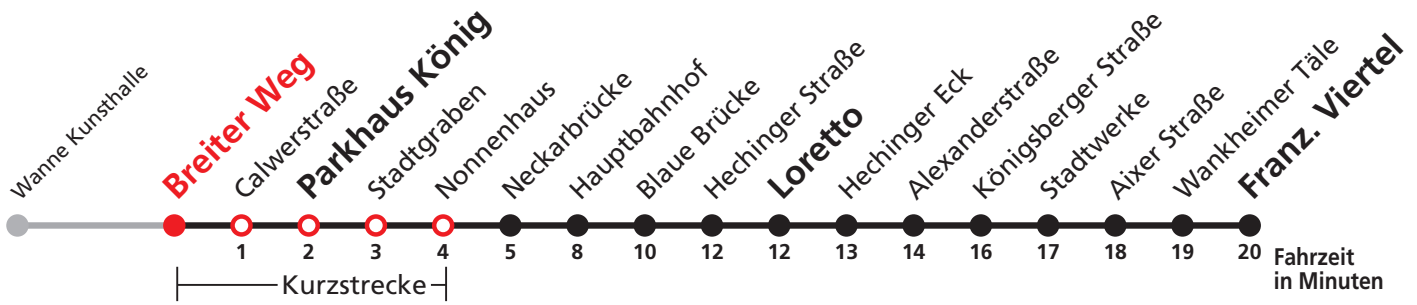 Wanne Kunsthalle
Breiter Weg
Calwerstraße
Parkhaus König
Stadtgraben
Nonnenhaus
Neckarbrücke
Hauptbahnhof
Blaue Brücke
Hechinger Straße
Loretto
Hechinger Eck
Alexanderstraße
Königsberger Straße
Stadtwerke
Aixer Straße
Wankheimer Täle
Franz. Viertel
1 2 3 4 5 8 10 12 12 13 14 16 17 18 19 20
Fahrzeit
in Minuten
Kurzstrecke